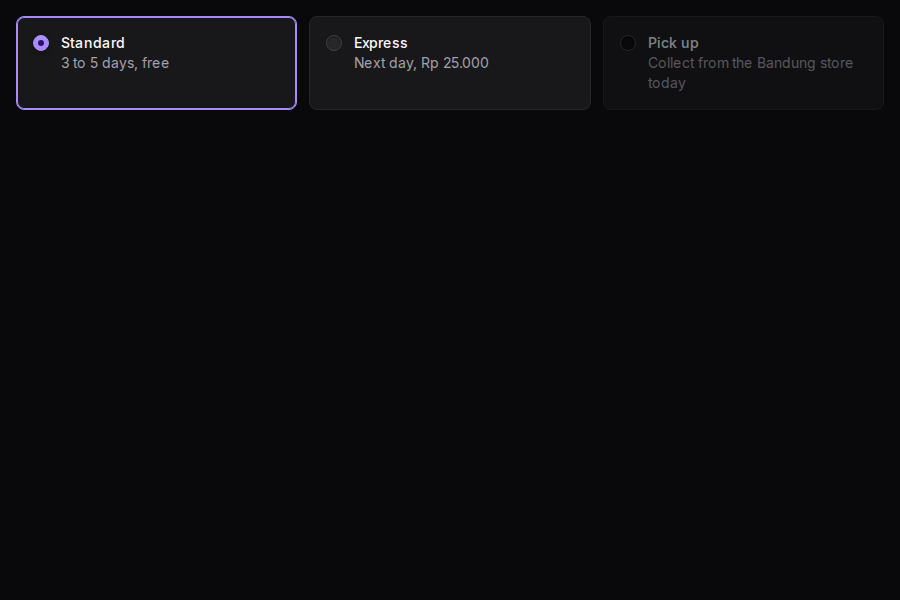 Standard
3 to 5 days, free
Express
Next day, Rp 25.000
Pick up
Collect from the Bandung store
today